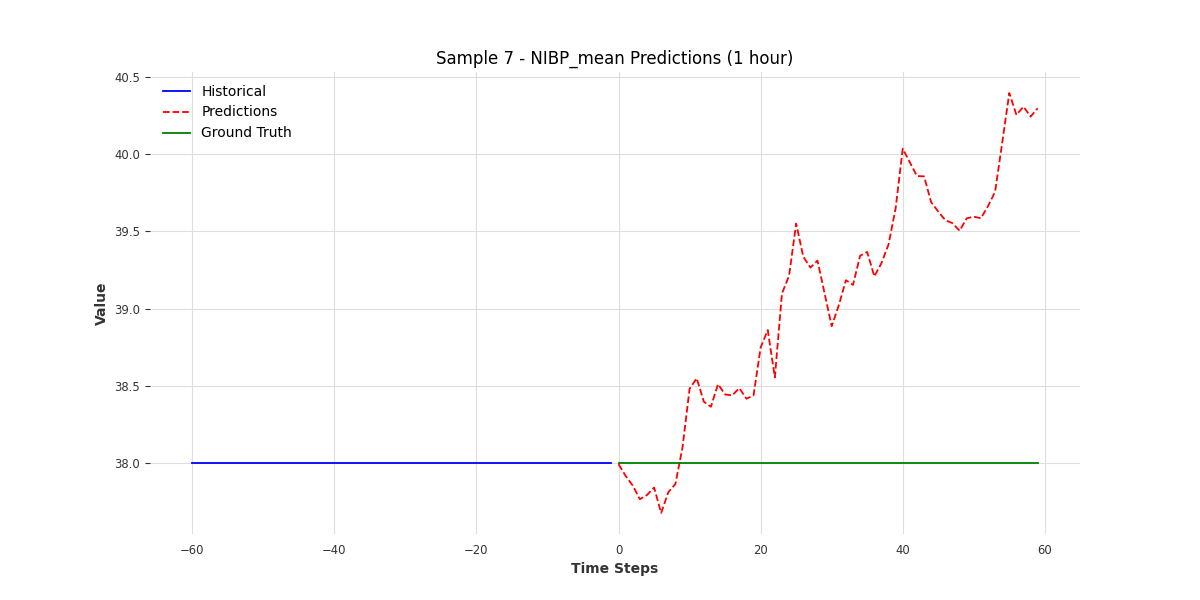 Sample 7 - NIBP_mean Predictions (1 hour)
Historical
Predictions
Ground Truth
Value
40.5
40.0
39.5
39.0
38.5
38.0
−60
−40
−20
0
20
40
60
Time Steps